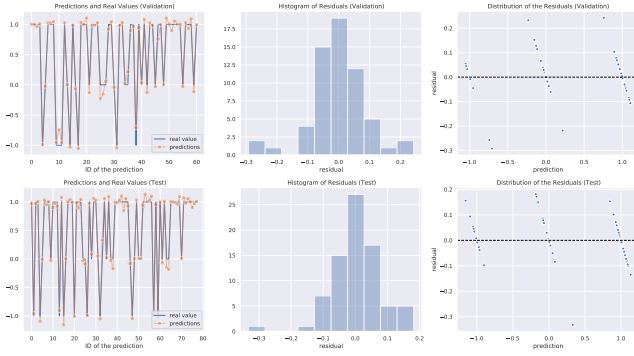 Predictions and Real Values (Validation)
1.0
0.5
0.0
−0.5
−1.0
real value
predictions
0 10 20 30 40 50 60
ID of the prediction
Histogram of Residuals (Validation)
17.5
15.0
12.5
10.0
7.5
5.0
2.5
0.0
−0.3 −0.2 −0.1 0.0 0.1 0.2
residual
Distribution of the Residuals (Validation)
residual
0.2
0.1
0.0
−0.1
−0.2
−0.3
−1.0 −0.5 0.0 0.5 1.0
prediction
Predictions and Real Values (Test)
1.0
0.5
0.0
−0.5
−1.0
real value
predictions
0 10 20 30 40 50 60 70 80
ID of the prediction
Histogram of Residuals (Test)
25
20
15
10
5
0
−0.3 −0.2 −0.1 0.0 0.1 0.2
residual
Distribution of the Residuals (Test)
residual
0.2
0.1
0.0
−0.1
−0.2
−0.3
−1.0 −0.5 0.0 0.5 1.0
prediction